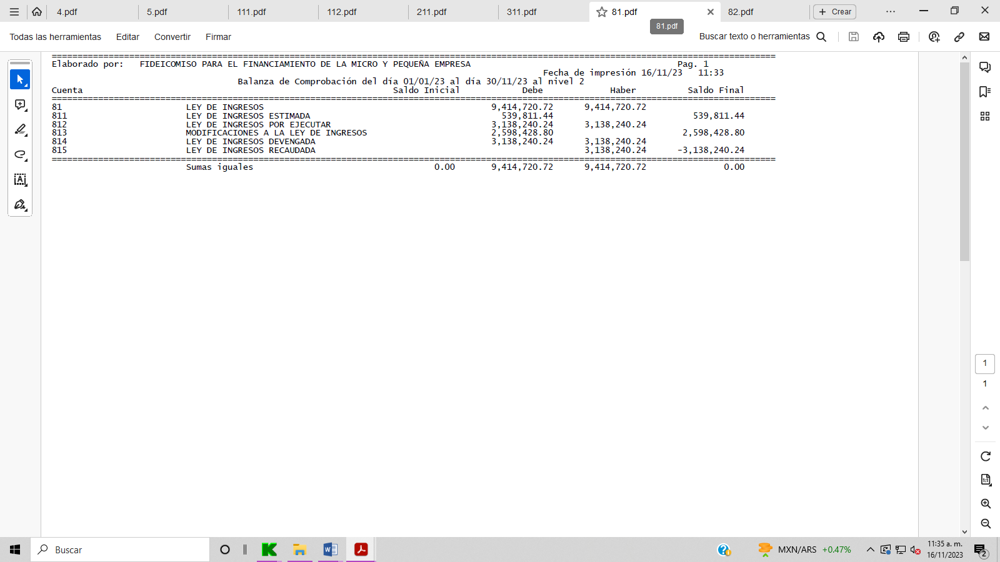 4.pdf 5.pdf 111.pdf 112.pdf 211.pdf 311.pdf 81.pdf 82.pdf Crear
81.pdf
Todas las herramientas Editar Convertir Firmar Buscar texto o herramientas
Elaborado por: FIDEICOMISO PARA EL FINANCIAMIENTO DE LA MICRO Y PEQUEÑA EMPRESA Pag. 1
Fecha de impresión 16/11/23 11:33
Balanza de Comprobación del día 01/01/23 al día 30/11/23 al nivel 2
Cuenta Saldo Inicial Debe Haber Saldo Final
81 LEY DE INGRESOS 9,414,720.72 9,414,720.72
811 LEY DE INGRESOS ESTIMADA 539,811.44 539,811.44
812 LEY DE INGRESOS POR EJECUTAR 3,138,240.24 3,138,240.24
813 MODIFICACIONES A LA LEY DE INGRESOS 2,598,428.80 2,598,428.80
814 LEY DE INGRESOS DEVENGADA 3,138,240.24 3,138,240.24
815 LEY DE INGRESOS RECAUDADA 3,138,240.24 -3,138,240.24
Sumas iguales 0.00 9,414,720.72 9,414,720.72 0.00
1
1
Buscar MXN/ARS +0.47% 11:35 a. m.
16/11/2023
2